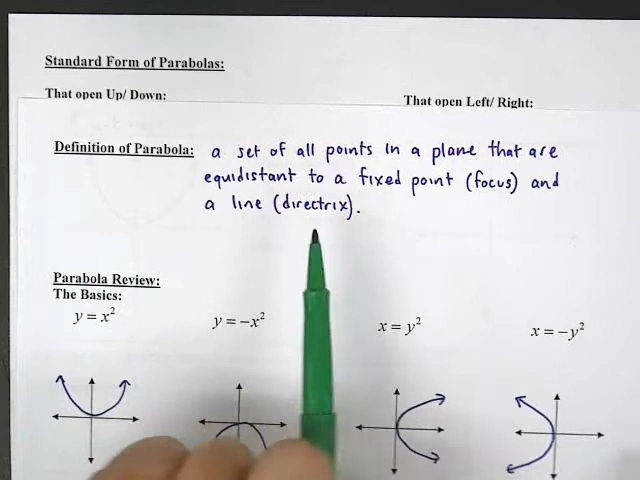 Standard Form of Parabolas:
That open Up/ Down:
That open Left/ Right:
Definition of Parabola: a set of all points in a plane that are
equidistant to a fixed point (focus) and
a line (directrix).
Parabola Review:
The Basics:
y = x²
y = −x²
x = y²
x = −y²